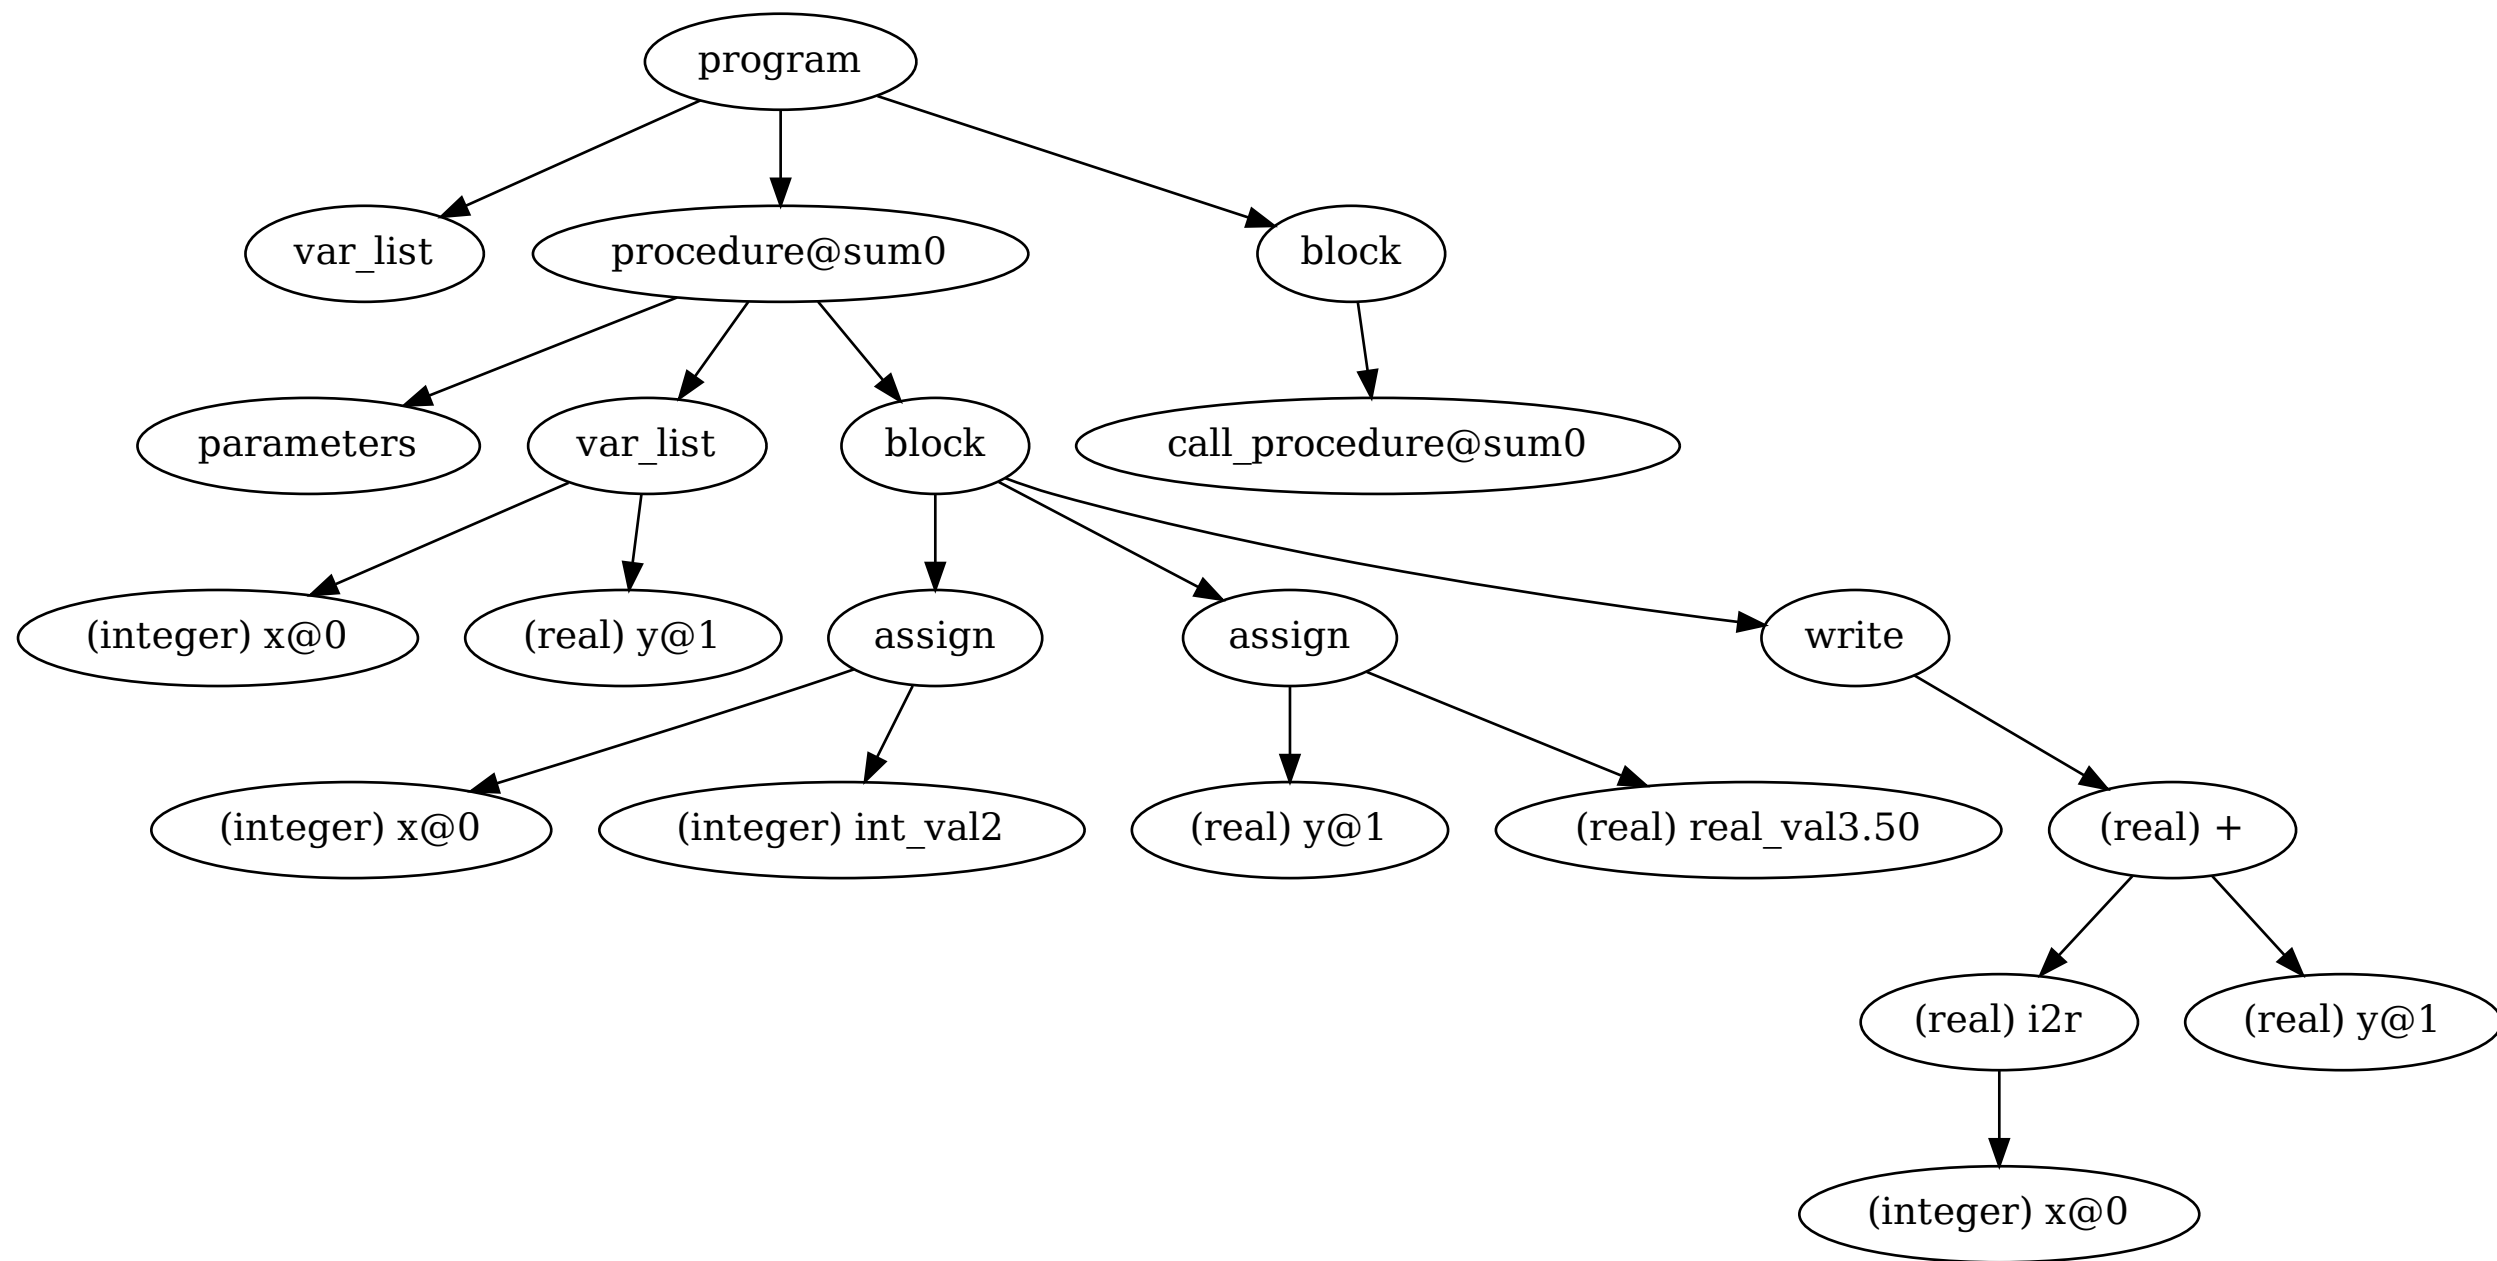 program
var_list
procedure@sum0
block
parameters
var_list
block
call_procedure@sum0
(integer) x@0
(real) y@1
assign
assign
write
(integer) x@0
(integer) int_val2
(real) y@1
(real) real_val3.50
(real) +
(real) i2r
(real) y@1
(integer) x@0